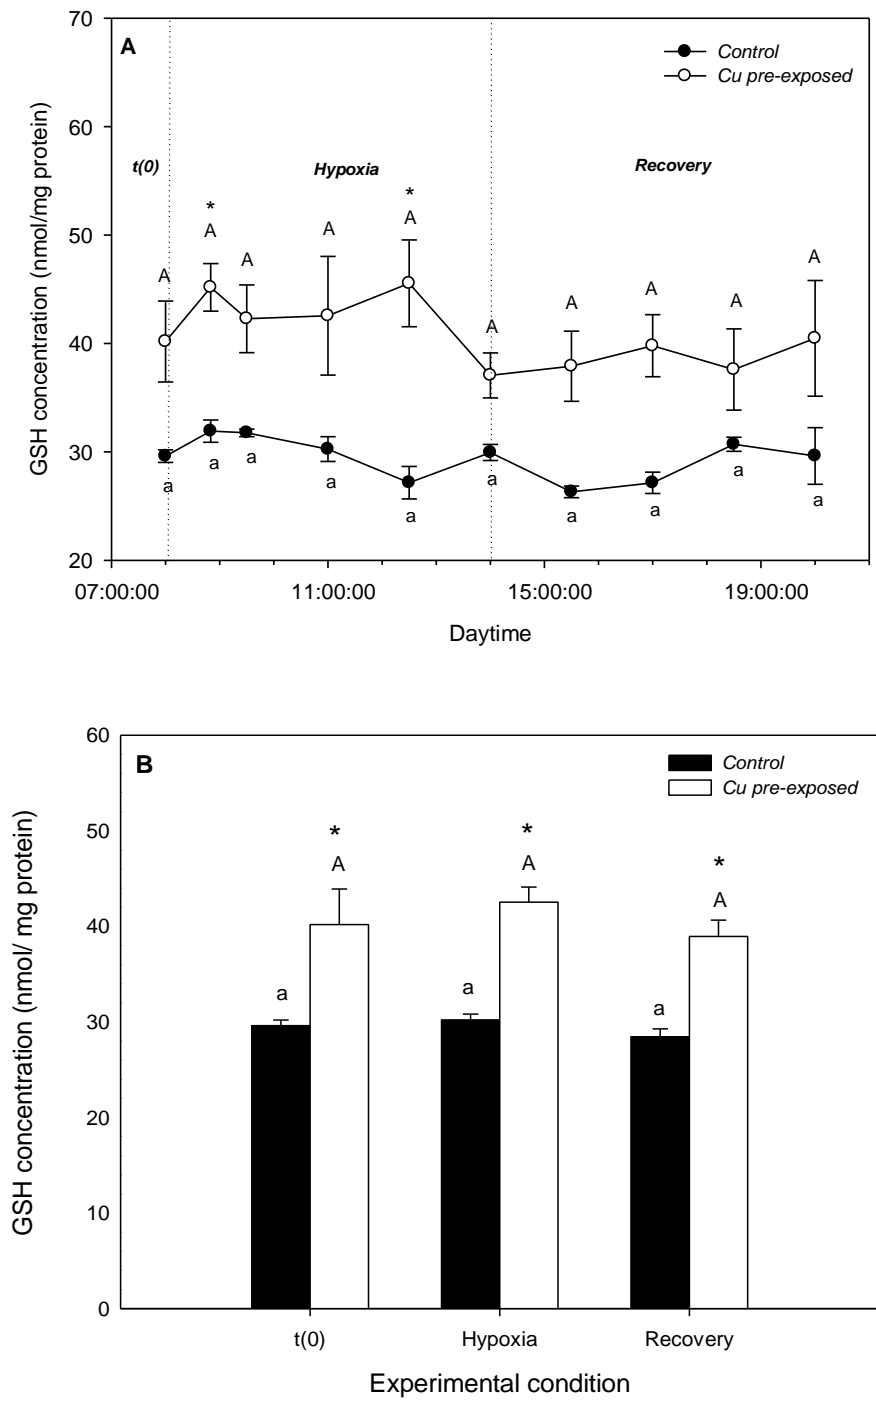 70
A
Control
Cu pre-exposed
60
t(0)
Hypoxia
Recovery
*
*
50
A
A
A
A
A
A
A
A
A
A
40
30
a
a
a
a
a
a
a
a
a
a
20
07:00:00
11:00:00
15:00:00
19:00:00
GSH concentration (nmol/mg protein)
Daytime
60
B
Control
Cu pre-exposed
50
*
*
*
A
A
A
40
a
a
a
30
20
10
0
t(0)
Hypoxia
Recovery
GSH concentration (nmol/ mg protein)
Experimental condition